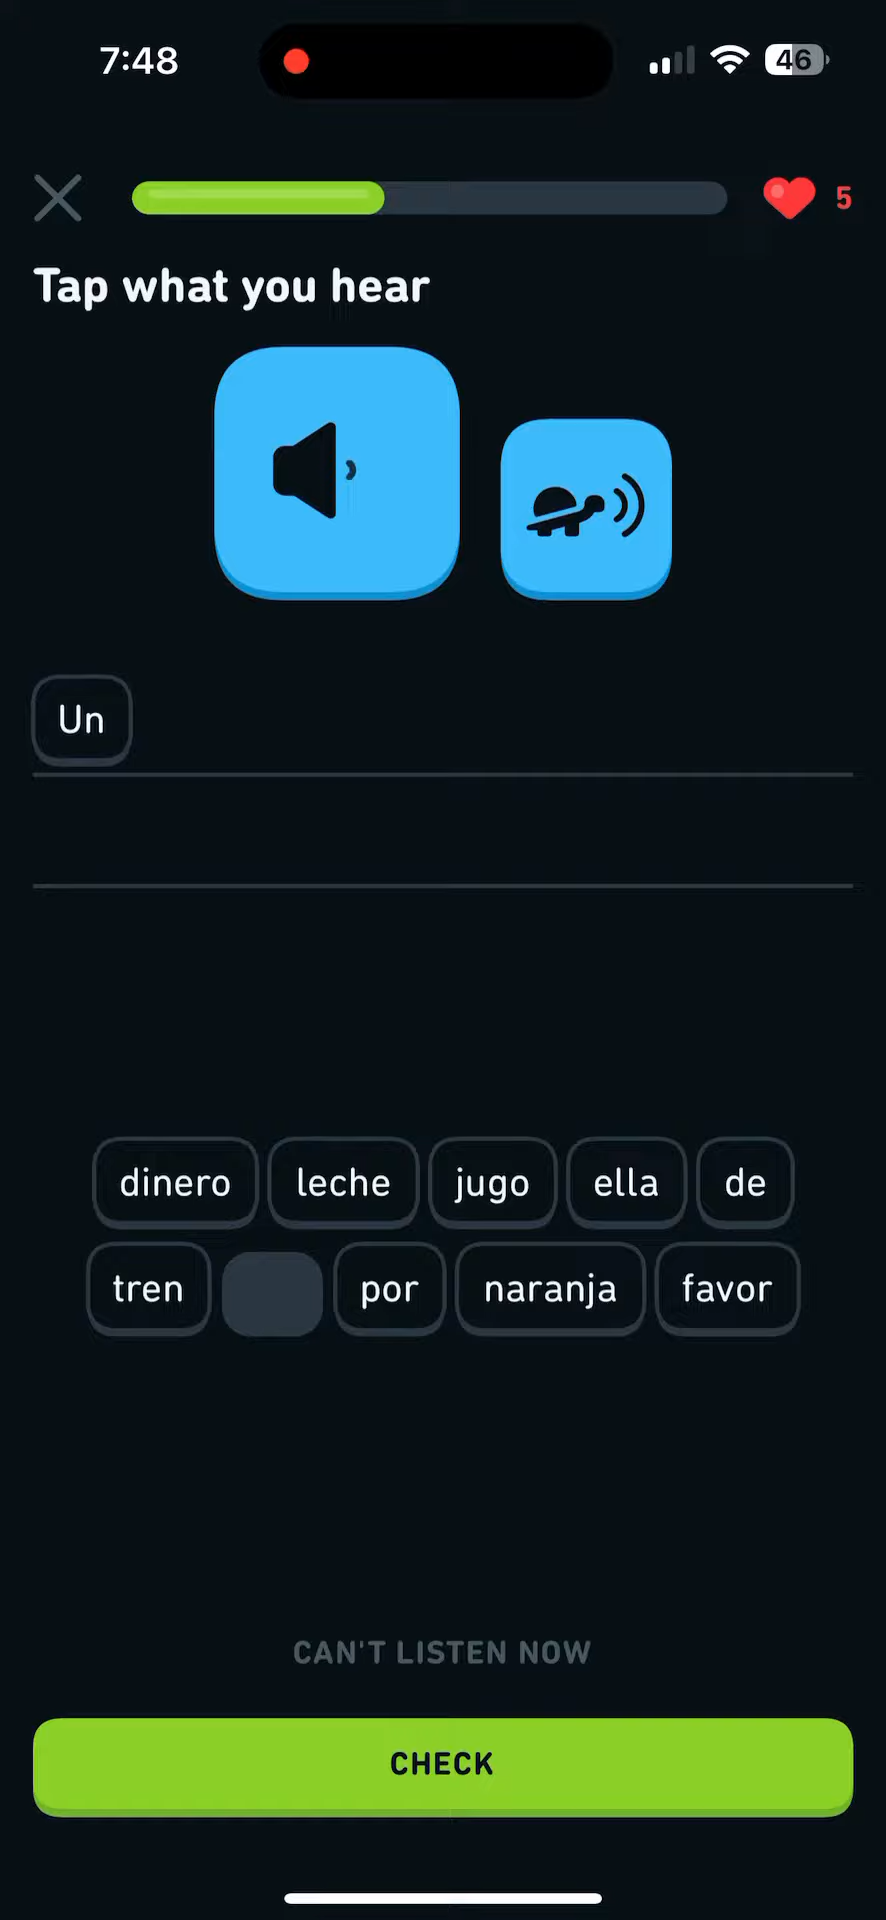 7:48
46
5
Tap what you hear
Un
dinero leche jugo ella de
tren por naranja favor
CAN'T LISTEN NOW
CHECK